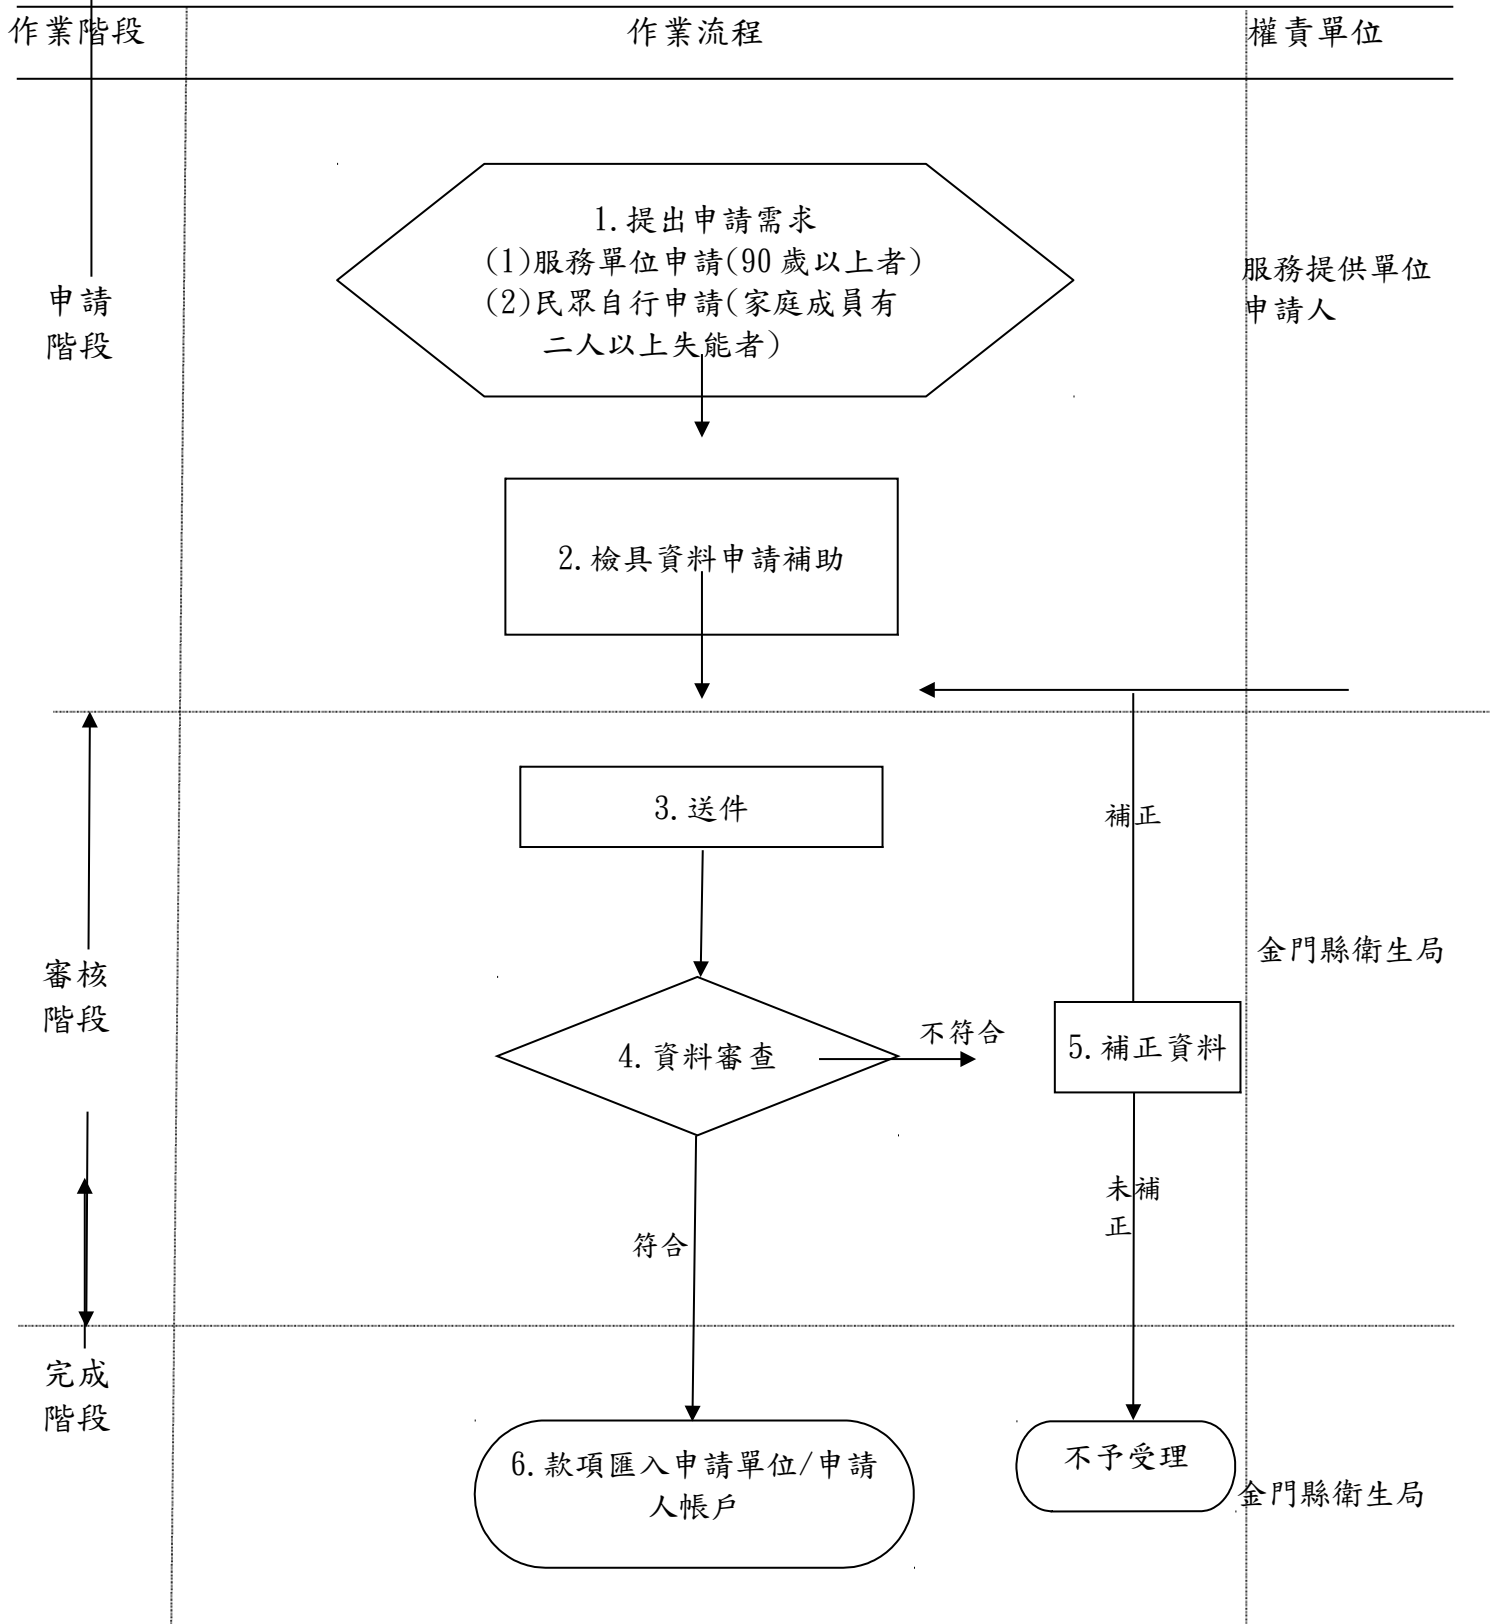 作業階段
作業流程
權責單位
1.提出申請需求
(1)服務單位申請(90歲以上者)
(2)民眾自行申請(家庭成員有
二人以上失能者)
服務提供單位
申請人
申請
階段
2.檢具資料申請補助
3.送件
補正
金門縣衛生局
審核
階段
4.資料審查
不符合
5.補正資料
未補
正
符合
完成
階段
6.款項匯入申請單位/申請
人帳戶
不予受理
金門縣衛生局